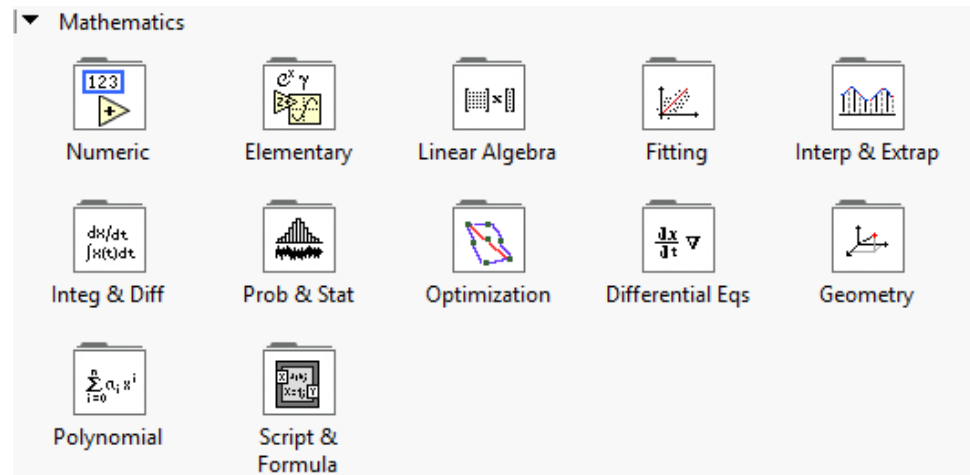 Mathematics
123
Numeric
Elementary
Linear Algebra
Fitting
Interp & Extrap
dx/dt
∫x(t)dt
Integ & Diff
Prob & Stat
Optimization
dx/dt ∇
Differential Eqs
Geometry
Polynomial
Script &
Formula